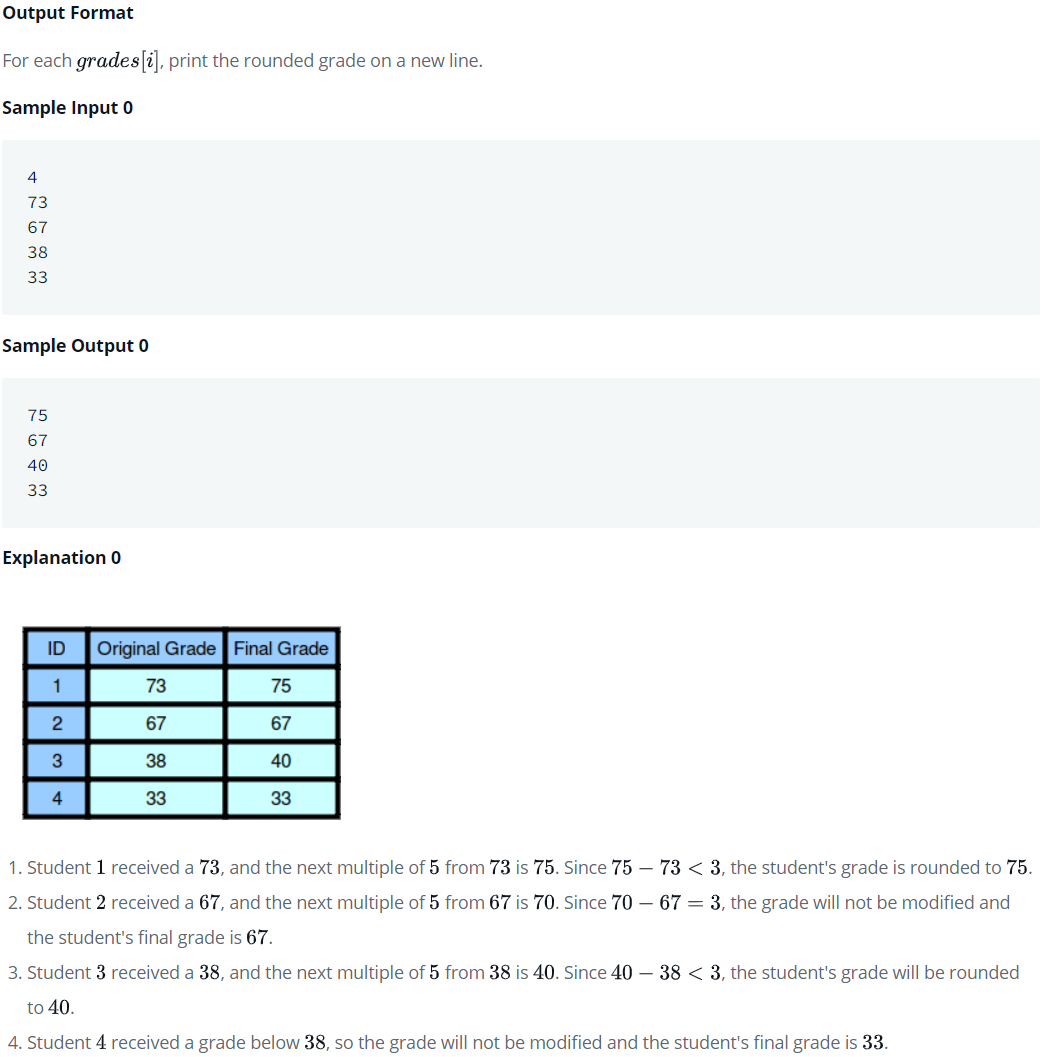 Output Format
For each grades[i], print the rounded grade on a new line.
Sample Input 0
4
73
67
38
33
Sample Output 0
75
67
40
33
Explanation 0
ID Original Grade Final Grade
1 73 75
2 67 67
3 38 40
4 33 33
1. Student 1 received a 73, and the next multiple of 5 from 73 is 75. Since 75 − 73 < 3, the student's grade is rounded to 75.
2. Student 2 received a 67, and the next multiple of 5 from 67 is 70. Since 70 − 67 = 3, the grade will not be modified and
the student's final grade is 67.
3. Student 3 received a 38, and the next multiple of 5 from 38 is 40. Since 40 − 38 < 3, the student's grade will be rounded
to 40.
4. Student 4 received a grade below 38, so the grade will not be modified and the student's final grade is 33.